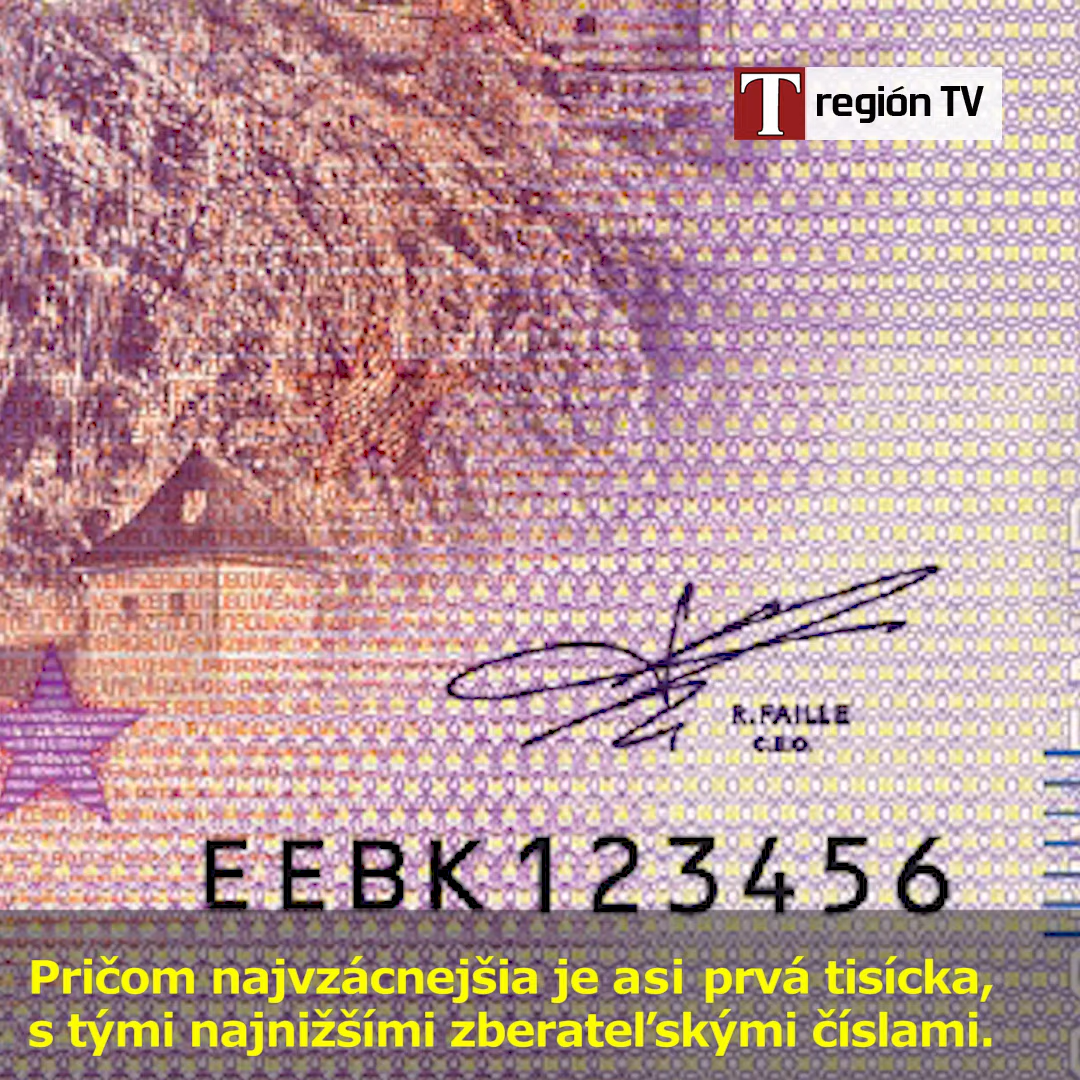 T región TV
R.FAILLE
C.E.O.
EEBK123456
Pričom najvzácnejšia je asi prvá tisícka,
s tými najnižšími zberateľskými číslami.